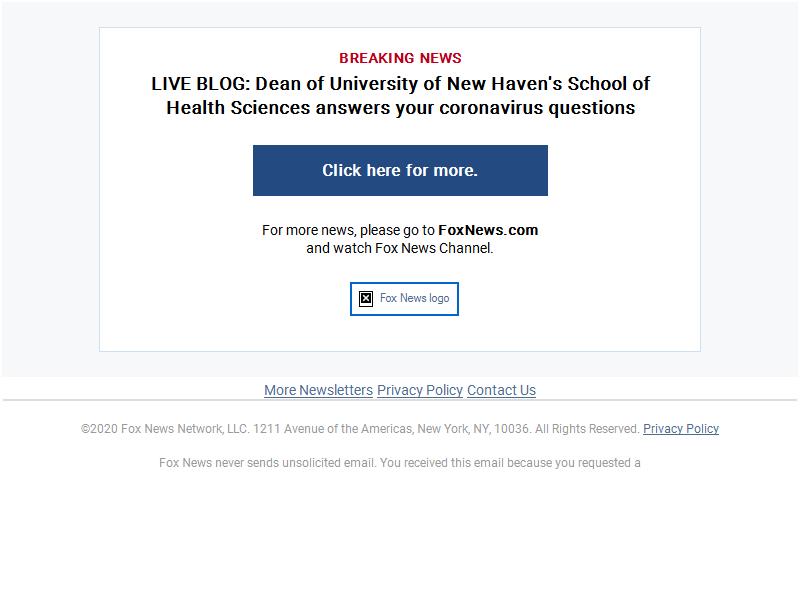 BREAKING NEWS
LIVE BLOG: Dean of University of New Haven's School of
Health Sciences answers your coronavirus questions
Click here for more.
For more news, please go to FoxNews.com
and watch Fox News Channel.
Fox News logo
More Newsletters Privacy Policy Contact Us
©2020 Fox News Network, LLC. 1211 Avenue of the Americas, New York, NY, 10036. All Rights Reserved. Privacy Policy
Fox News never sends unsolicited email. You received this email because you requested a